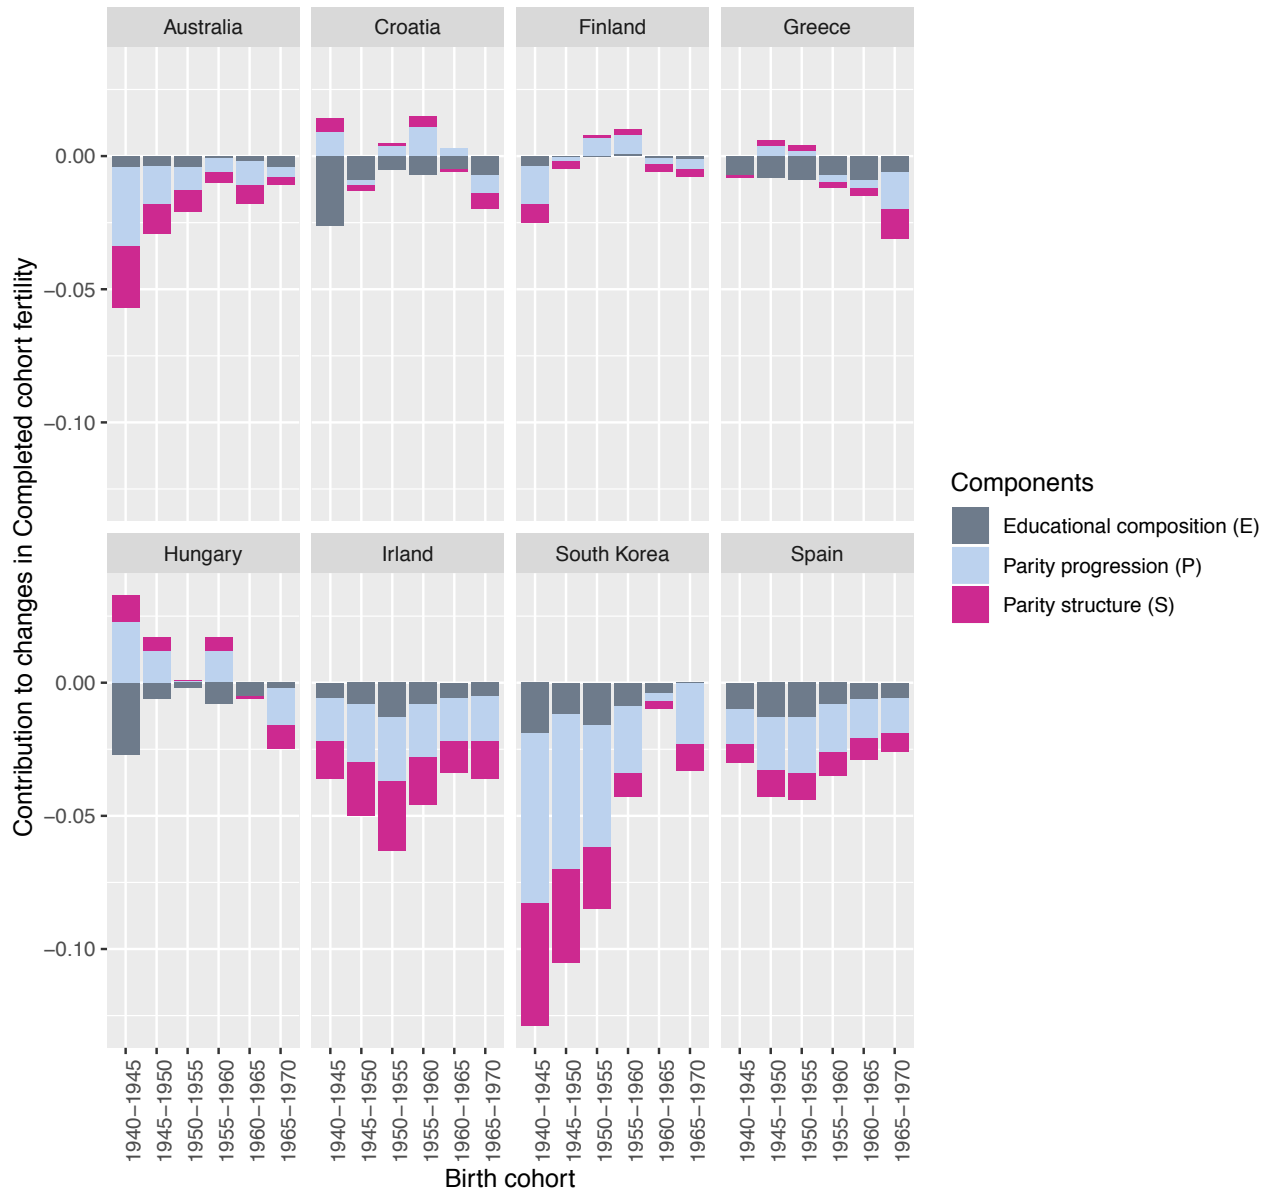 Australia
Croatia
Finland
Greece
0.00
−0.05
−0.10
Hungary
Irland
South Korea
Spain
0.00
−0.05
−0.10
1940−1945
1945−1950
1950−1955
1955−1960
1960−1965
1965−1970
1940−1945
1945−1950
1950−1955
1955−1960
1960−1965
1965−1970
1940−1945
1945−1950
1950−1955
1955−1960
1960−1965
1965−1970
1940−1945
1945−1950
1950−1955
1955−1960
1960−1965
1965−1970
Birth cohort
Contribution to changes in Completed cohort fertility
Components
Educational composition (E)
Parity progression (P)
Parity structure (S)